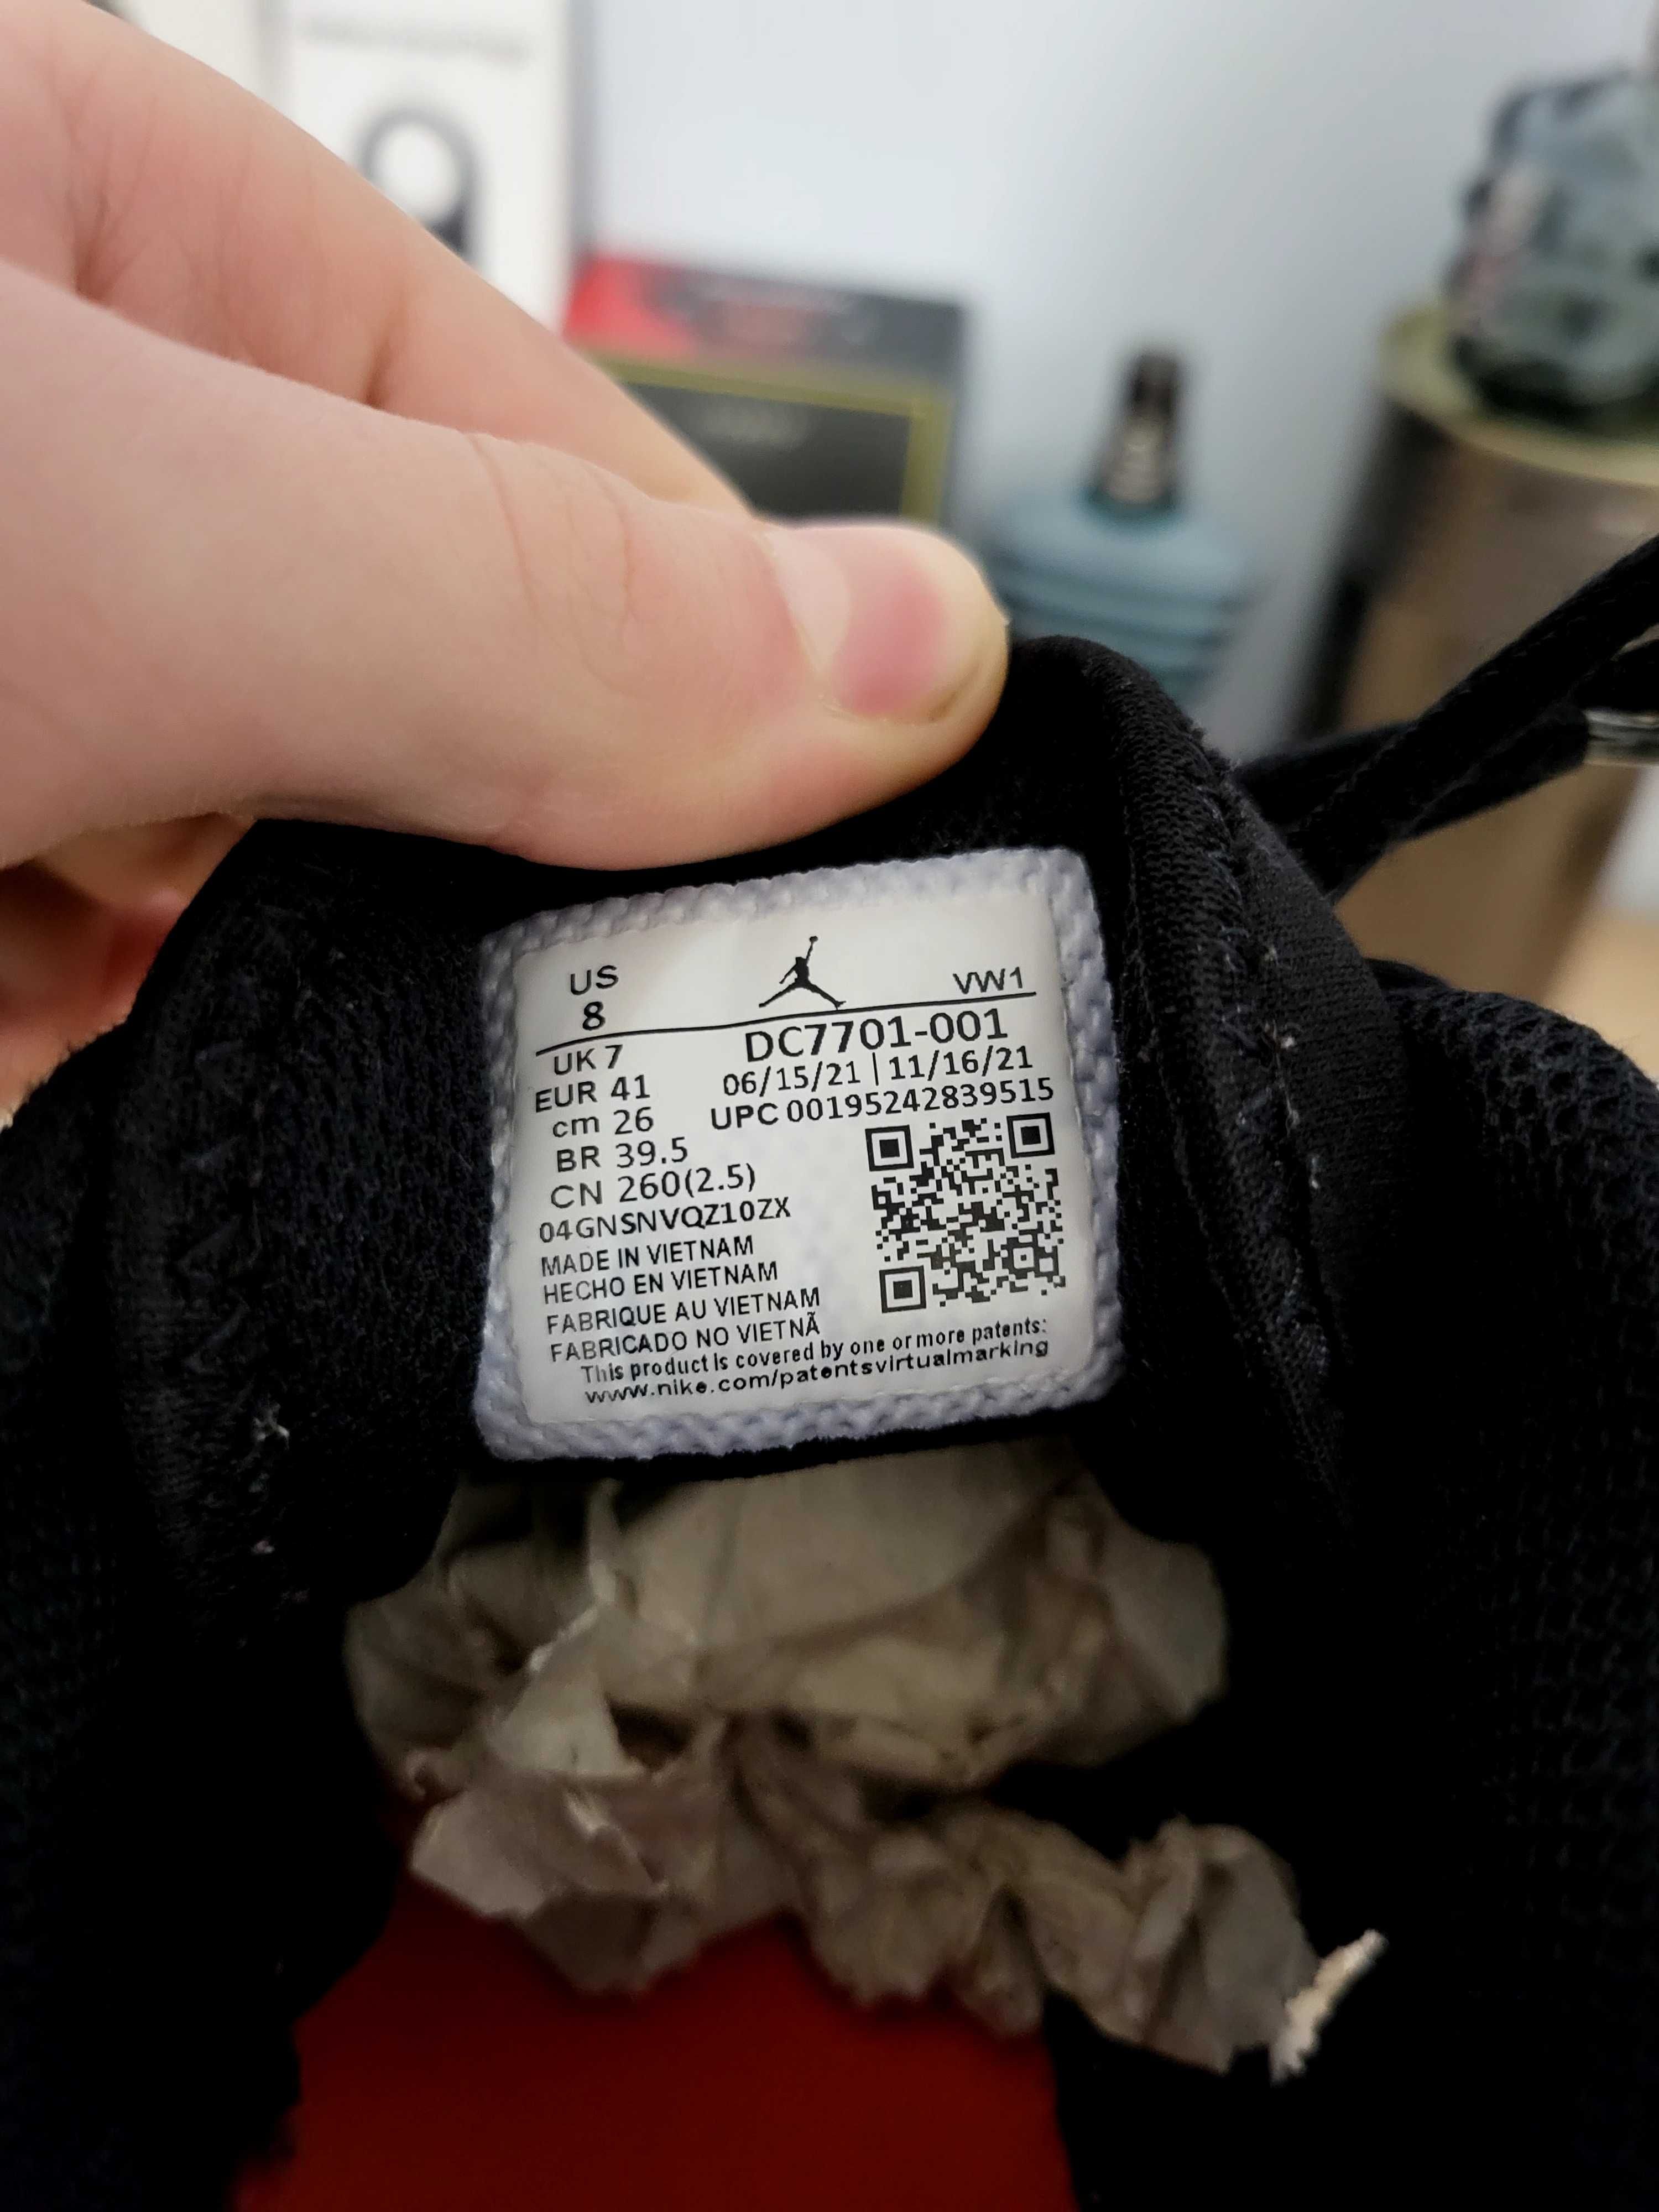 US
8
VW1
UK 7
DC7701-001
EUR 41
06/15/21 | 11/16/21
cm 26
UPC 00195242839515
BR 39.5
CN 260(2.5)
04GNSNVQZ10ZX
MADE IN VIETNAM
HECHO EN VIETNAM
FABRIQUE AU VIETNAM
FABRICADO NO VIETNÃ
This product is covered by one or more patents:
www.nike.com/patentsvirtualmarking